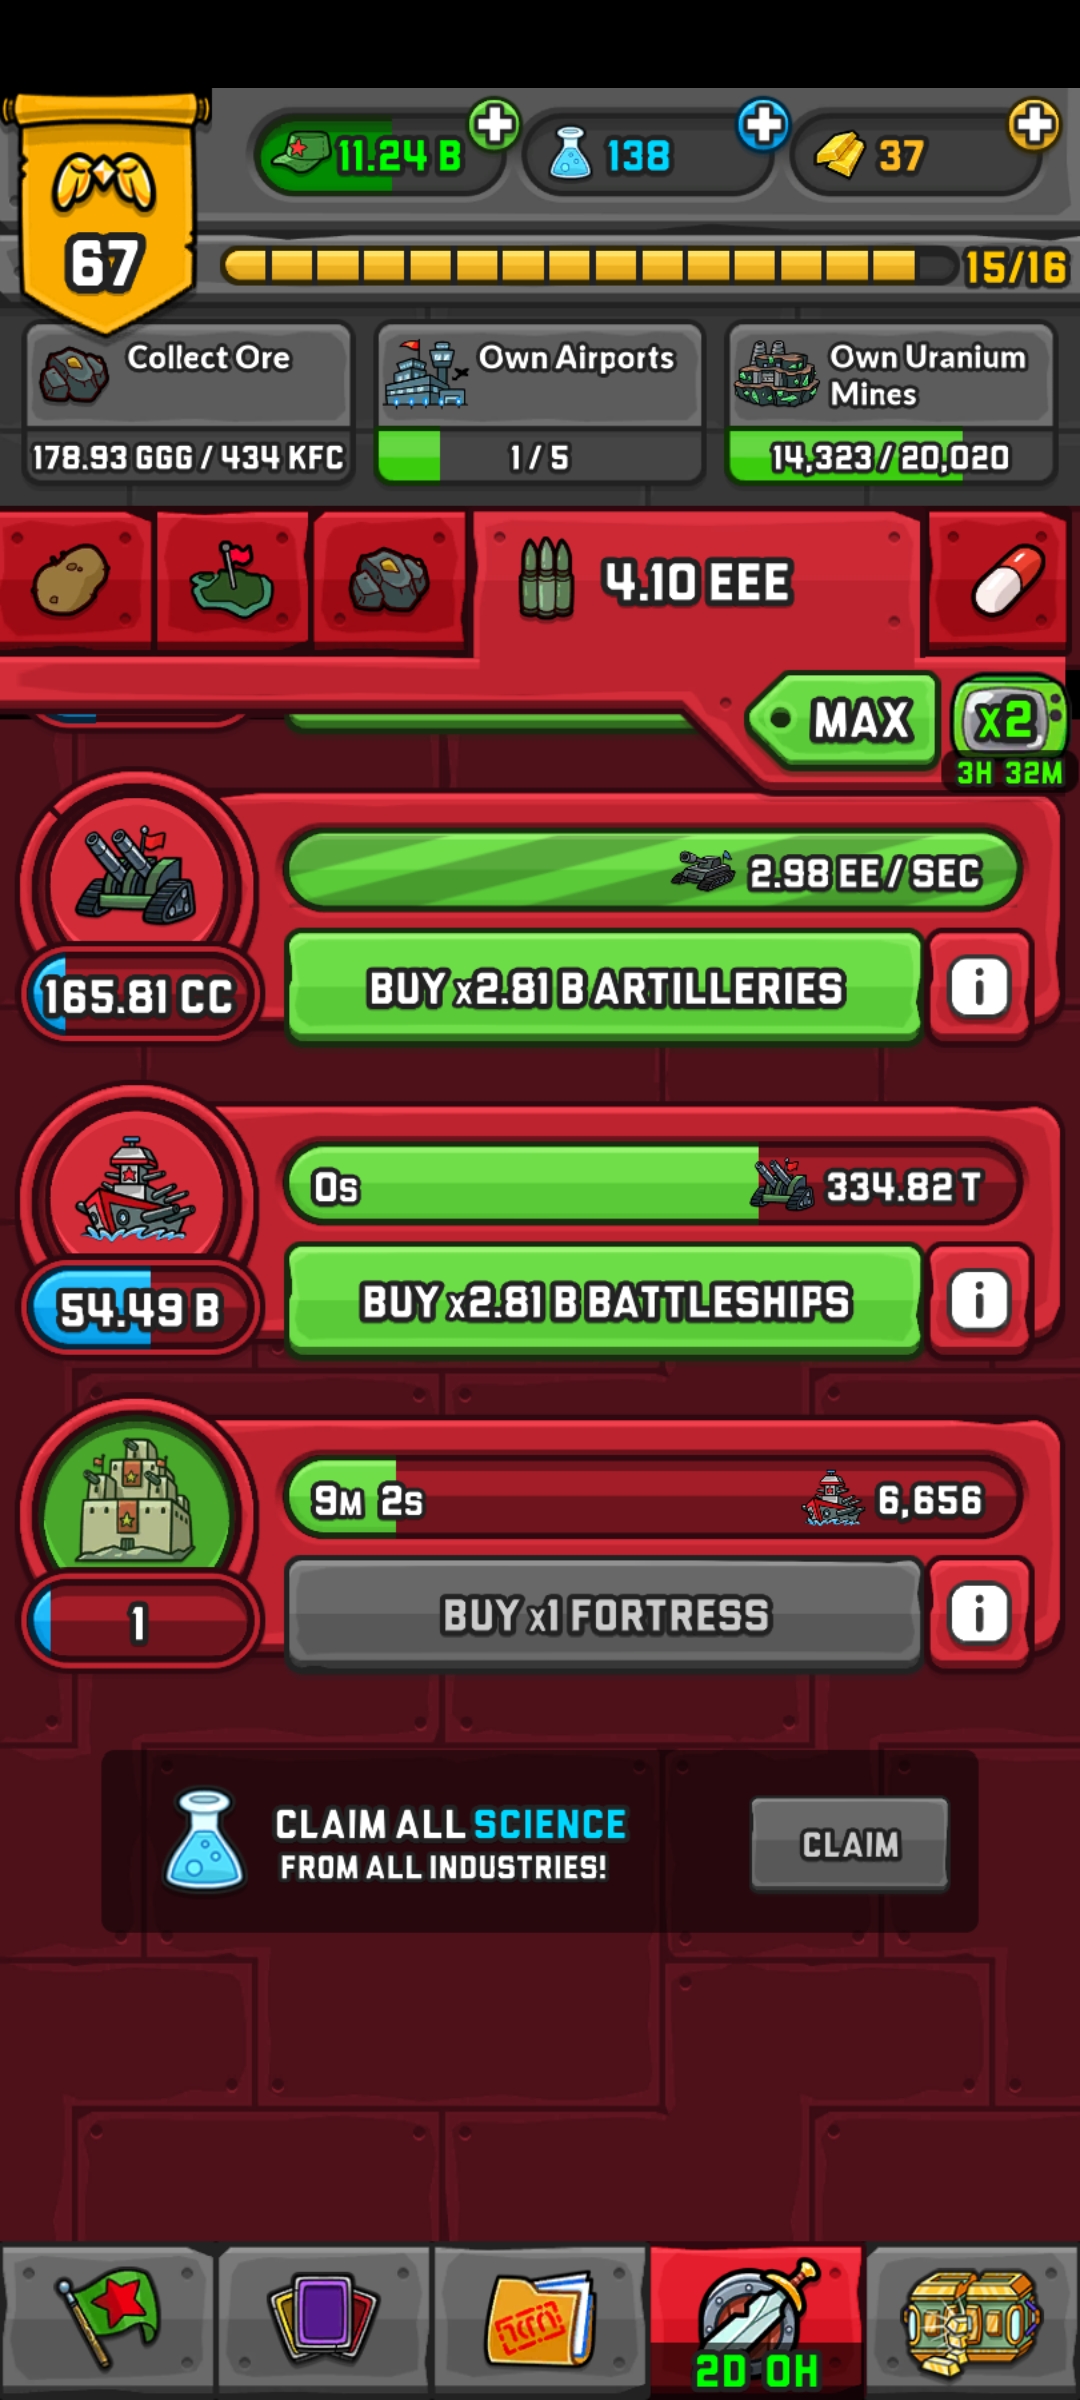 11.24 B
138
37
67
15/16
Collect Ore
Own Airports
Own Uranium
Mines
178.93 GGG / 434 KFC
1 / 5
14,323 / 20,020
4.10 EEE
MAX
x2
3H 32M
2.98 EE / SEC
165.81 CC
BUY x2.81 B ARTILLERIES
i
0s
334.82 T
54.49 B
BUY x2.81 B BATTLESHIPS
i
9M 2s
6,656
1
BUY x1 FORTRESS
i
CLAIM ALL SCIENCE
FROM ALL INDUSTRIES!
CLAIM
2D 0H